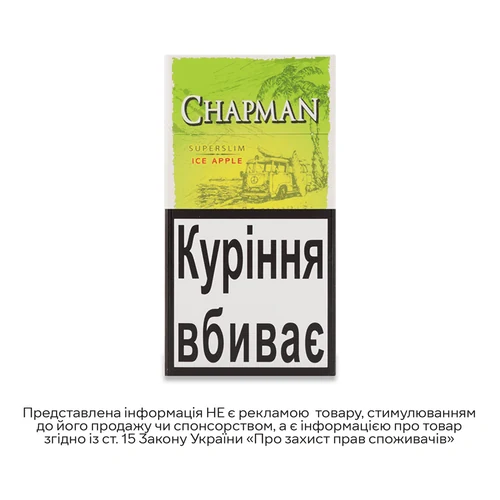 CHAPMAN
SUPERSLIM
ICE APPLE
Куріння
вбиває
Представлена інформація НЕ є рекламою товару, стимулюванням
до його продажу чи спонсорством, а є інформацією про товар
згідно із ст. 15 Закону України «Про захист прав споживачів»